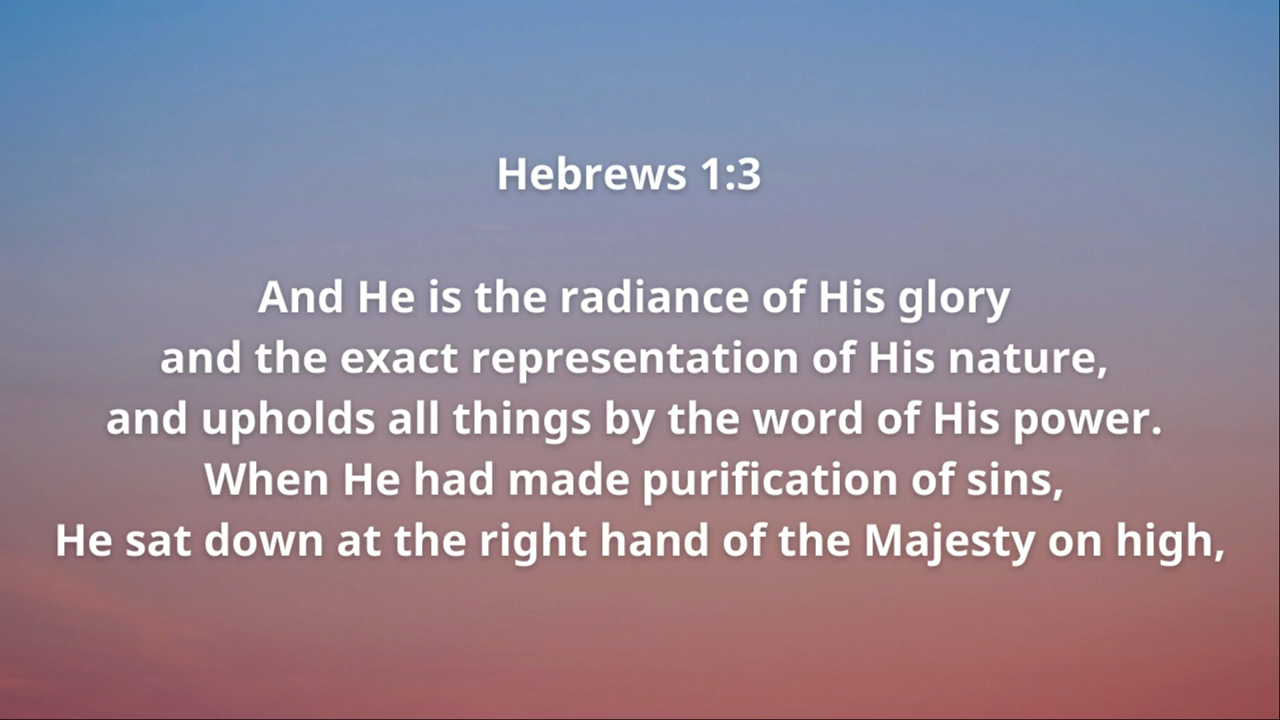 Hebrews 1:3
And He is the radiance of His glory
and the exact representation of His nature,
and upholds all things by the word of His power.
When He had made purification of sins,
He sat down at the right hand of the Majesty on high,